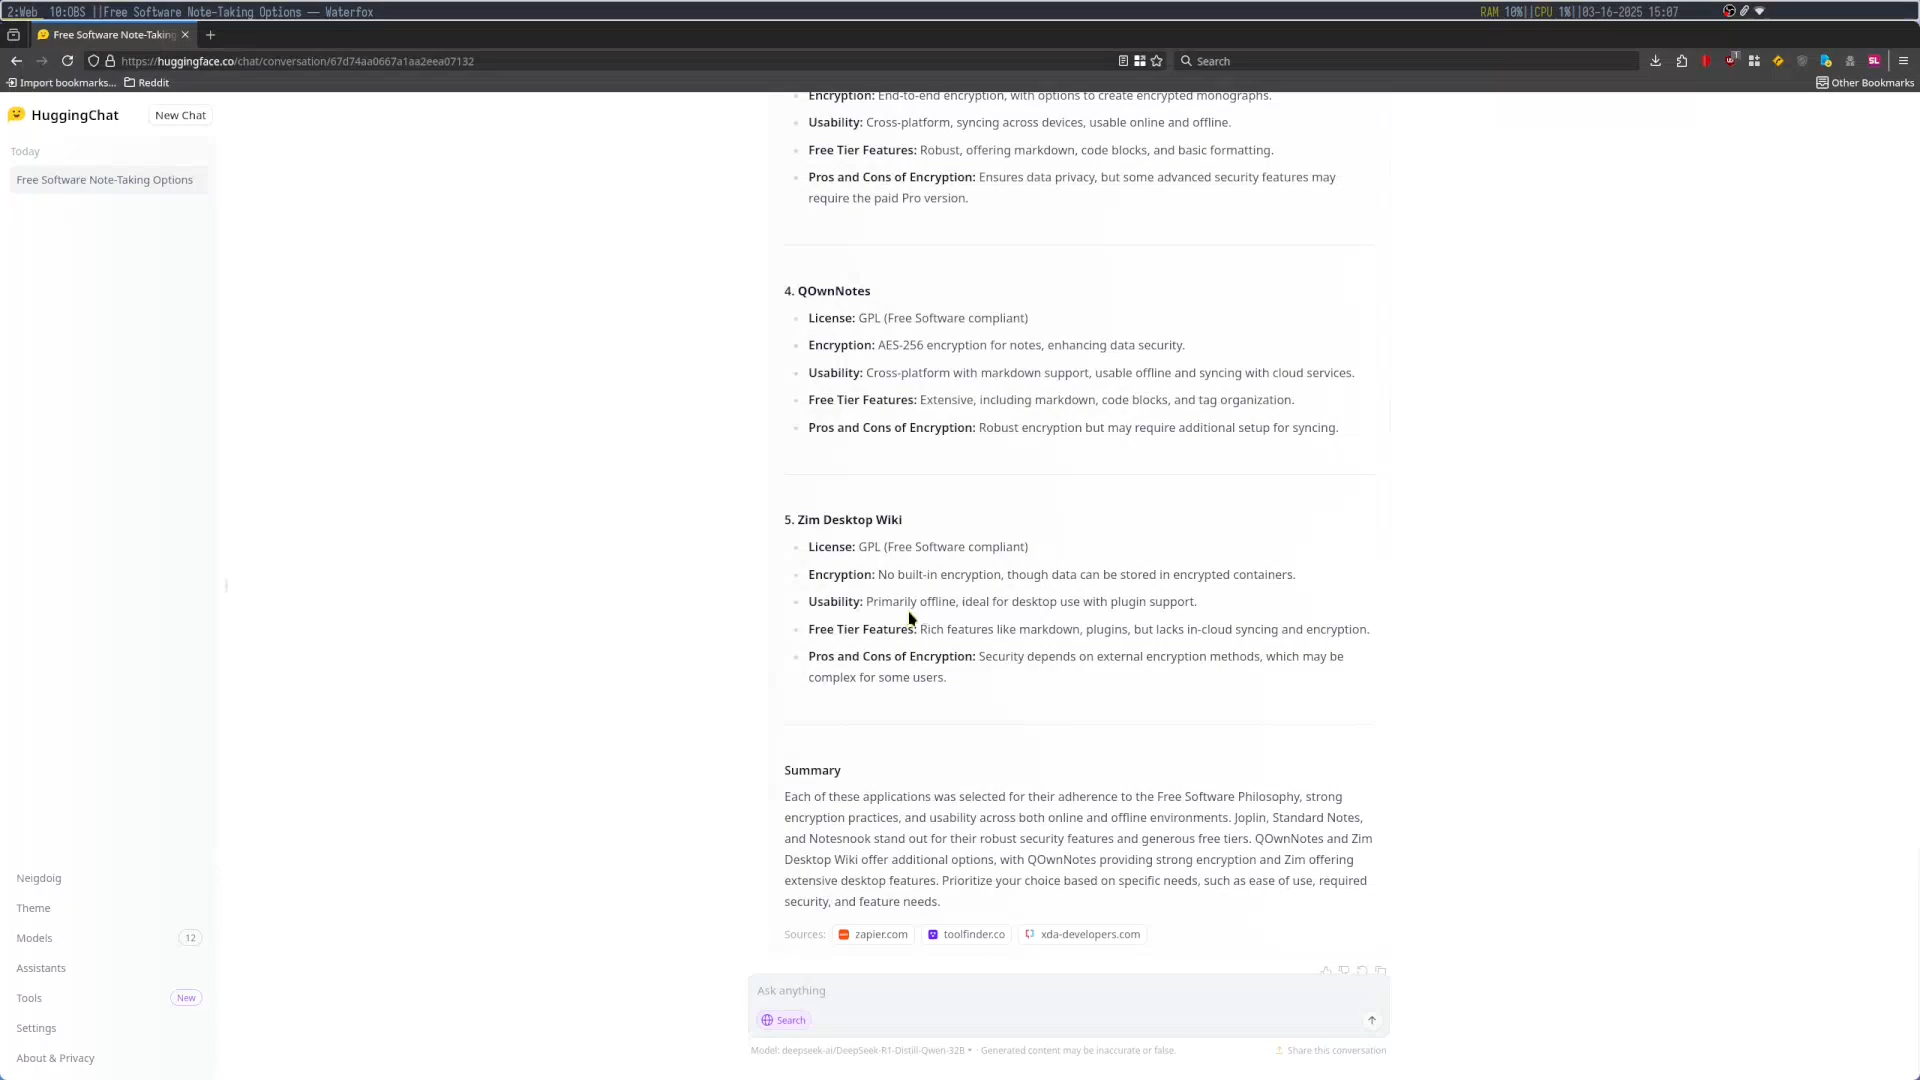 2:Web 10:OBS ||Free Software Note-Taking Options — Waterfox
RAM 10%||CPU 1%||03-16-2025 15:07
Free Software Note-Taking
https://huggingface.co/chat/conversation/67d74aa0667a1aa2eea07132
Search
Import bookmarks...
Reddit
Other Bookmarks
HuggingChat
New Chat
Today
Free Software Note-Taking Options
Encryption: End-to-end encryption, with options to create encrypted monographs.
Usability: Cross-platform, syncing across devices, usable online and offline.
Free Tier Features: Robust, offering markdown, code blocks, and basic formatting.
Pros and Cons of Encryption: Ensures data privacy, but some advanced security features may
require the paid Pro version.
4. QOwnNotes
License: GPL (Free Software compliant)
Encryption: AES-256 encryption for notes, enhancing data security.
Usability: Cross-platform with markdown support, usable offline and syncing with cloud services.
Free Tier Features: Extensive, including markdown, code blocks, and tag organization.
Pros and Cons of Encryption: Robust encryption but may require additional setup for syncing.
5. Zim Desktop Wiki
License: GPL (Free Software compliant)
Encryption: No built-in encryption, though data can be stored in encrypted containers.
Usability: Primarily offline, ideal for desktop use with plugin support.
Free Tier Features: Rich features like markdown, plugins, but lacks in-cloud syncing and encryption.
Pros and Cons of Encryption: Security depends on external encryption methods, which may be
complex for some users.
Summary
Each of these applications was selected for their adherence to the Free Software Philosophy, strong
encryption practices, and usability across both online and offline environments. Joplin, Standard Notes,
and Notesnook stand out for their robust security features and generous free tiers. QOwnNotes and Zim
Desktop Wiki offer additional options, with QOwnNotes providing strong encryption and Zim offering
extensive desktop features. Prioritize your choice based on specific needs, such as ease of use, required
security, and feature needs.
Sources: zapier.com toolfinder.co xda-developers.com
Neigdoig
Theme
Models 12
Assistants
Tools New
Settings
About & Privacy
Ask anything
Search
Model: deepseek-ai/DeepSeek-R1-Distill-Qwen-32B · Generated content may be inaccurate or false.
Share this conversation